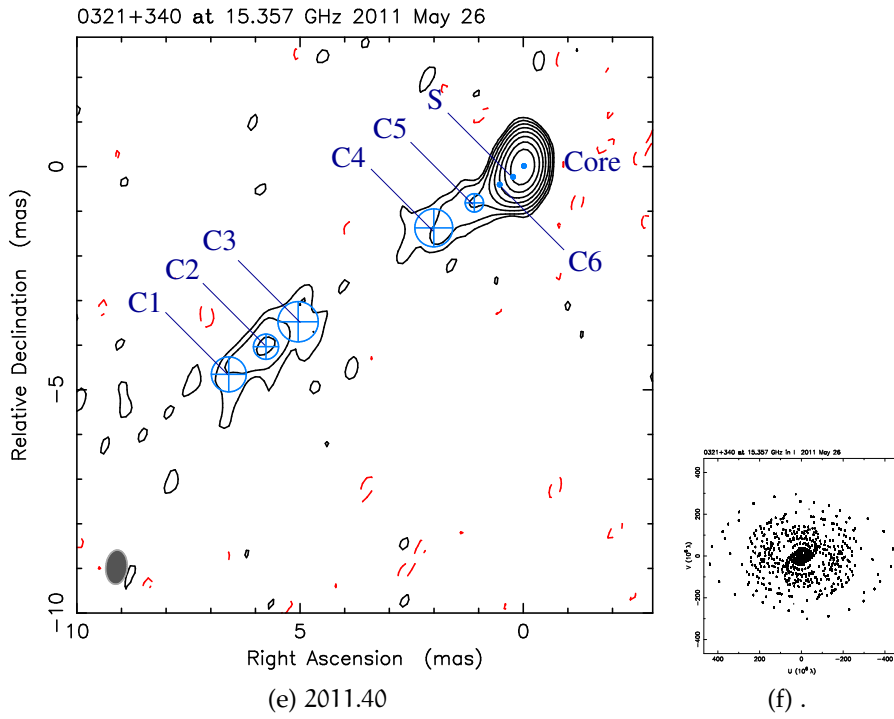 0321+340 at 15.357 GHz 2011 May 26
S
C5
C4
Core
C6
C3
C2
C1
0
−5
−10
10
5
0
Relative Declination (mas)
Right Ascension (mas)
(e) 2011.40
0321+340 at 15.357 GHz in I 2011 May 26
400
200
0
−200
−400
200
0
−200
−400
V (10⁶ λ)
U (10⁶ λ)
(f) .